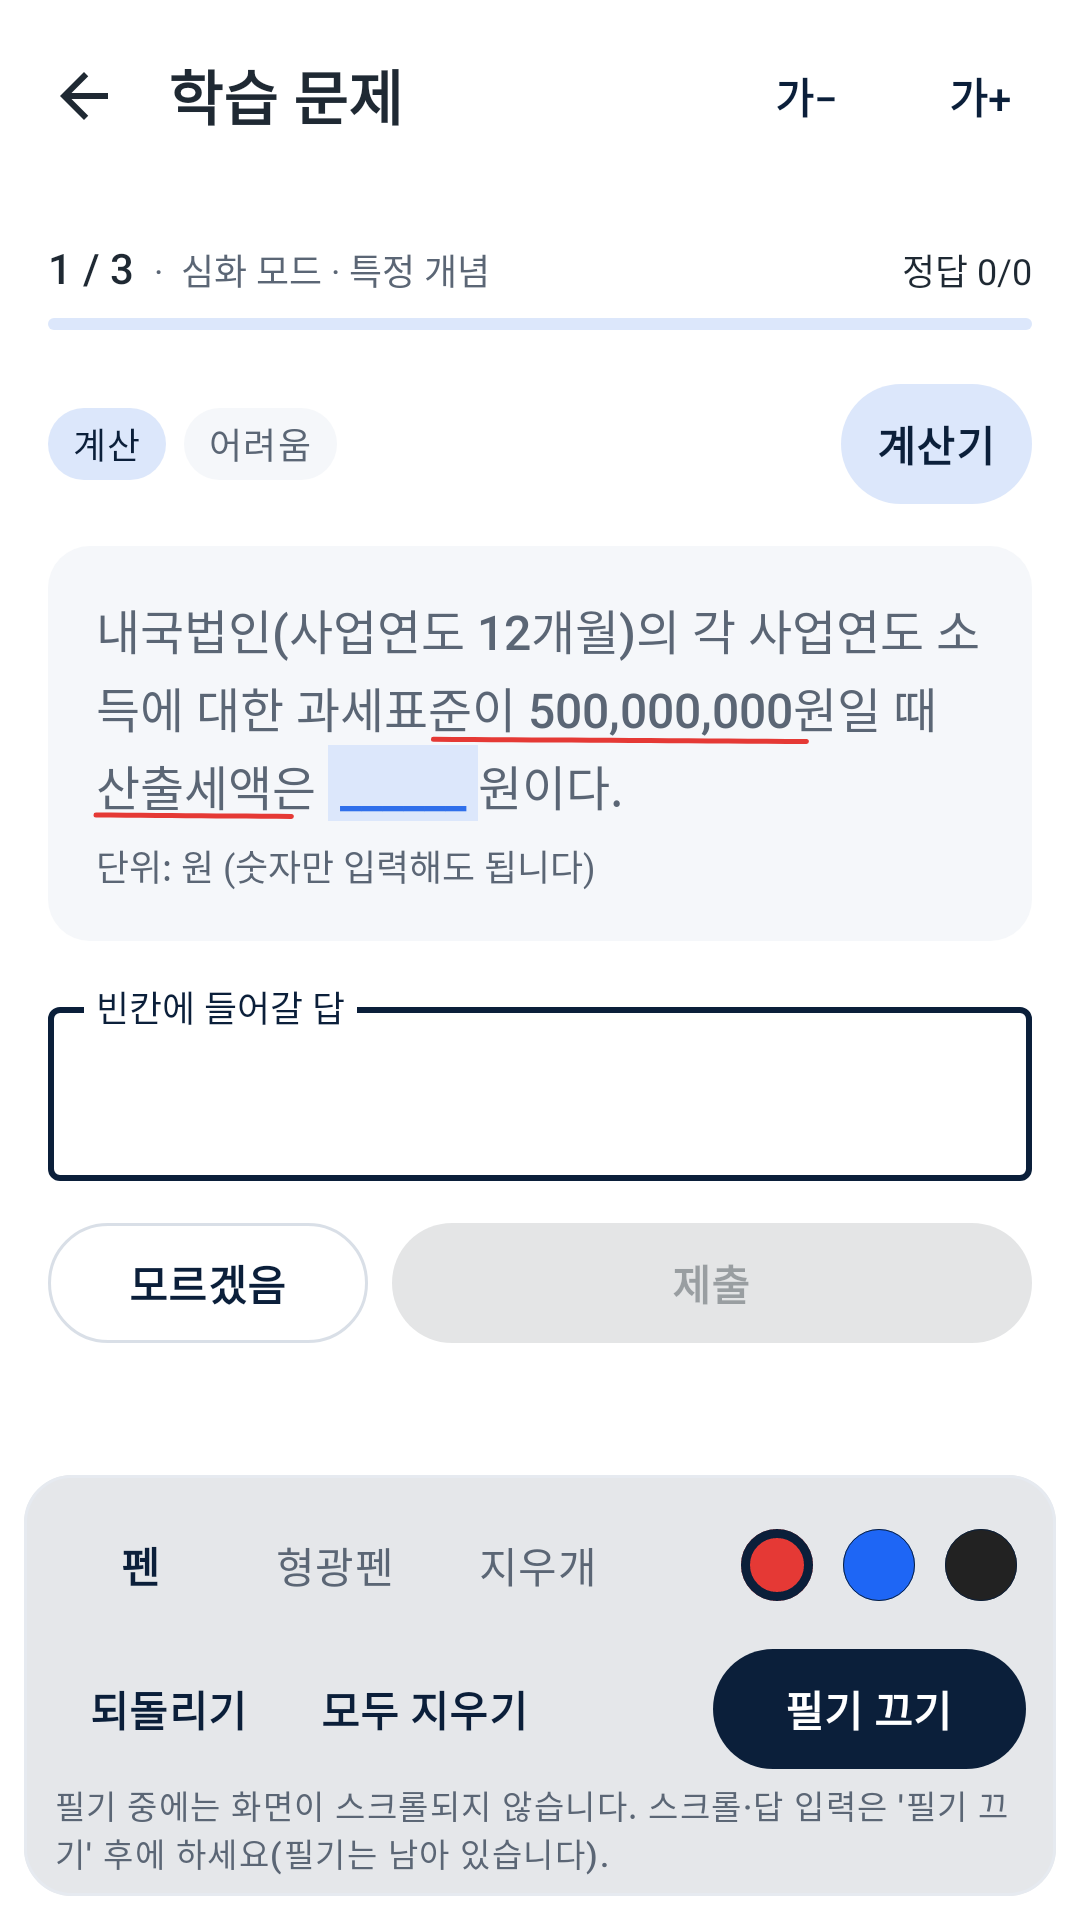 학습 문제
가-
가+
1 / 3 · 심화 모드 · 특정 개념
정답 0/0
계산
어려움
계산기
내국법인(사업연도 12개월)의 각 사업연도 소
득에 대한 과세표준이 500,000,000원일 때
산출세액은 ______원이다.
단위: 원 (숫자만 입력해도 됩니다)
빈칸에 들어갈 답
모르겠음
제출
펜
형광펜
지우개
되돌리기
모두 지우기
필기 끄기
필기 중에는 화면이 스크롤되지 않습니다. 스크롤·답 입력은 '필기 끄
기' 후에 하세요(필기는 남아 있습니다).